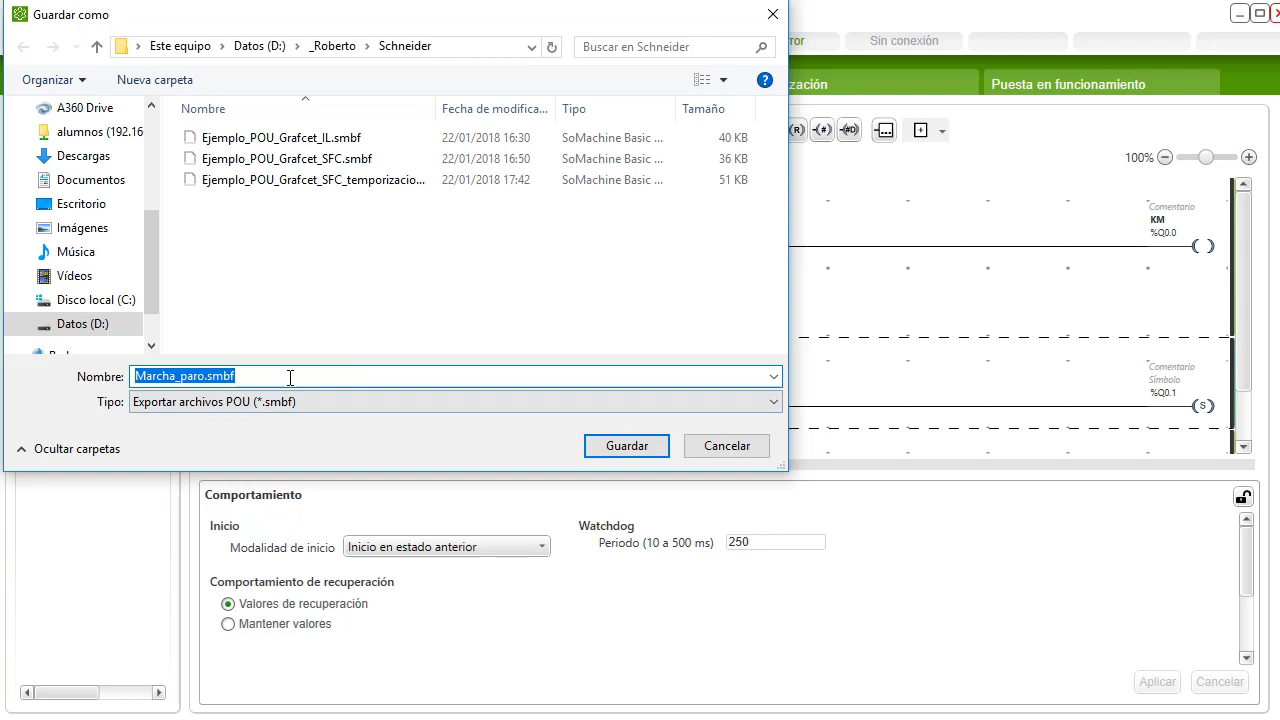 Guardar como
Este equipo > Datos (D:) > _Roberto > Schneider
Buscar en Schneider
Organizar
Nueva carpeta
?
A360 Drive
alumnos (192.16
Descargas
Documentos
Escritorio
Imágenes
Música
Vídeos
Disco local (C:)
Datos (D:)
Nombre
Fecha de modifica...
Tipo
Tamaño
Ejemplo_POU_Grafcet_IL.smbf 22/01/2018 16:30 SoMachine Basic ... 40 KB
Ejemplo_POU_Grafcet_SFC.smbf 22/01/2018 16:50 SoMachine Basic ... 36 KB
Ejemplo_POU_Grafcet_SFC_temporizacio... 22/01/2018 17:42 SoMachine Basic ... 51 KB
Nombre: Marcha_paro.smbf
Tipo: Exportar archivos POU (*.smbf)
Ocultar carpetas
Guardar
Cancelar
ror
Sin conexión
zación
Puesta en funcionamiento
(R)
(#)
(#D)
100%
Comentario
KM
%Q0.0
Comentario
Símbolo
%Q0.1
S
Comportamiento
Inicio
Modalidad de inicio Inicio en estado anterior
Watchdog
Periodo (10 a 500 ms) 250
Comportamiento de recuperación
Valores de recuperación
Mantener valores
Aplicar
Cancelar